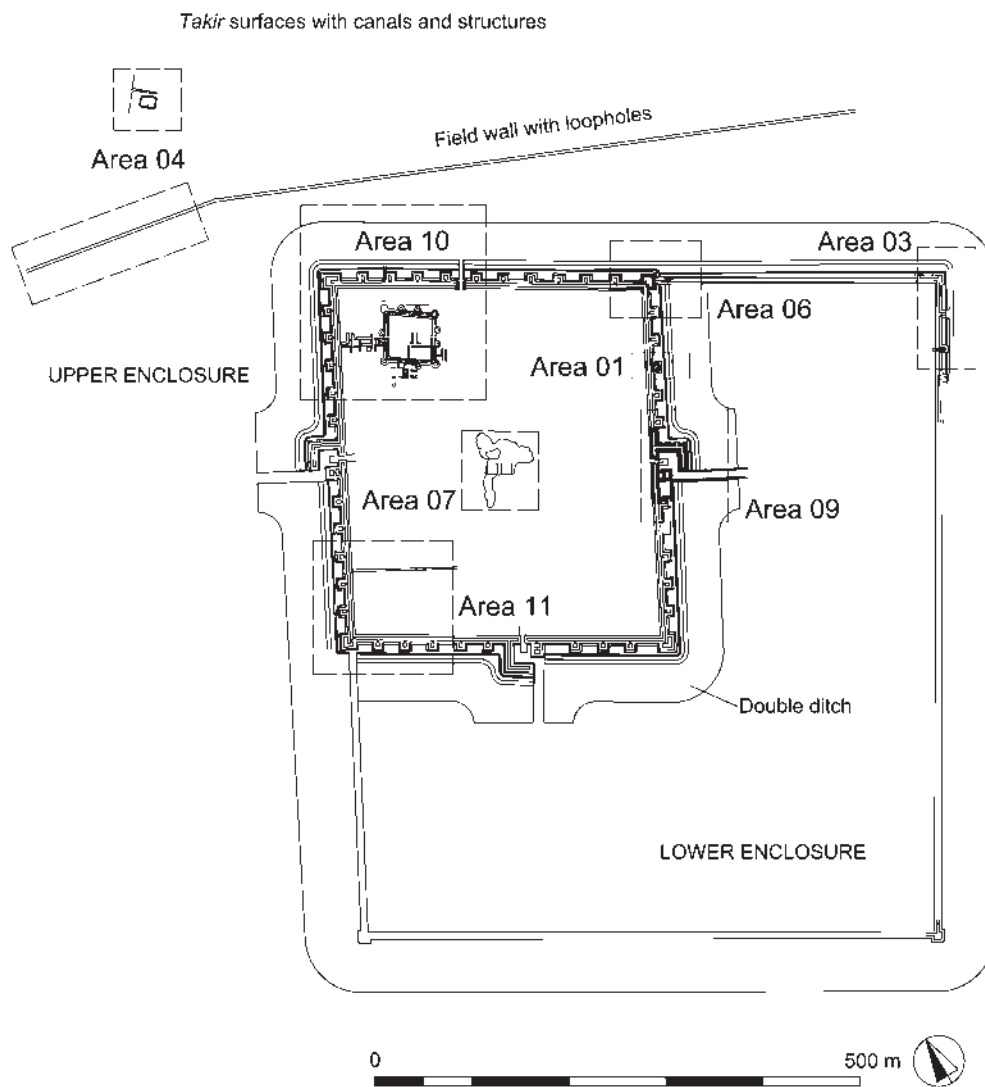 Takir surfaces with canals and structures
Field wall with loopholes
Area 04
Area 10
Area 03
Area 06
UPPER ENCLOSURE
Area 01
Area 07
Area 09
Area 11
Double ditch
LOWER ENCLOSURE
0
500 m